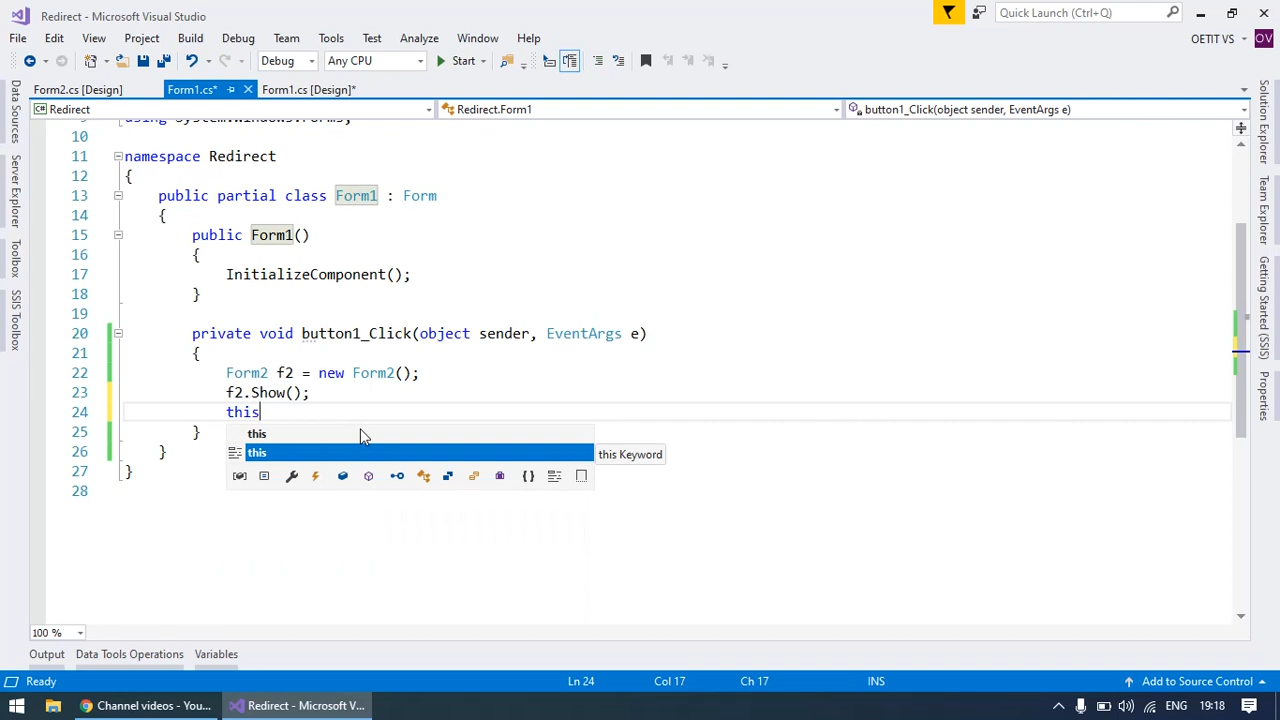 Redirect - Microsoft Visual Studio
Quick Launch (Ctrl+Q)
File Edit View Project Build Debug Team Tools Test Analyze Window Help
OETIT VS OV
Debug Any CPU Start
Form2.cs [Design] Form1.cs* Form1.cs [Design]*
Redirect Redirect.Form1 button1_Click(object sender, EventArgs e)
Data Sources
Server Explorer
Toolbox
SSIS Toolbox
Solution Explorer
Team Explorer
Getting Started (SSIS)
Properties
9 using System.Windows.Forms;
10
11 namespace Redirect
12 {
13 public partial class Form1 : Form
14 {
15 public Form1()
16 {
17 InitializeComponent();
18 }
19
20 private void button1_Click(object sender, EventArgs e)
21 {
22 Form2 f2 = new Form2();
23 f2.Show();
24 this
25 }
26 }
27 }
28
this
this
this Keyword
100 %
Output Data Tools Operations Variables
Ready Ln 24 Col 17 Ch 17 INS Add to Source Control
Channel videos - You... Redirect - Microsoft V... ENG 19:18